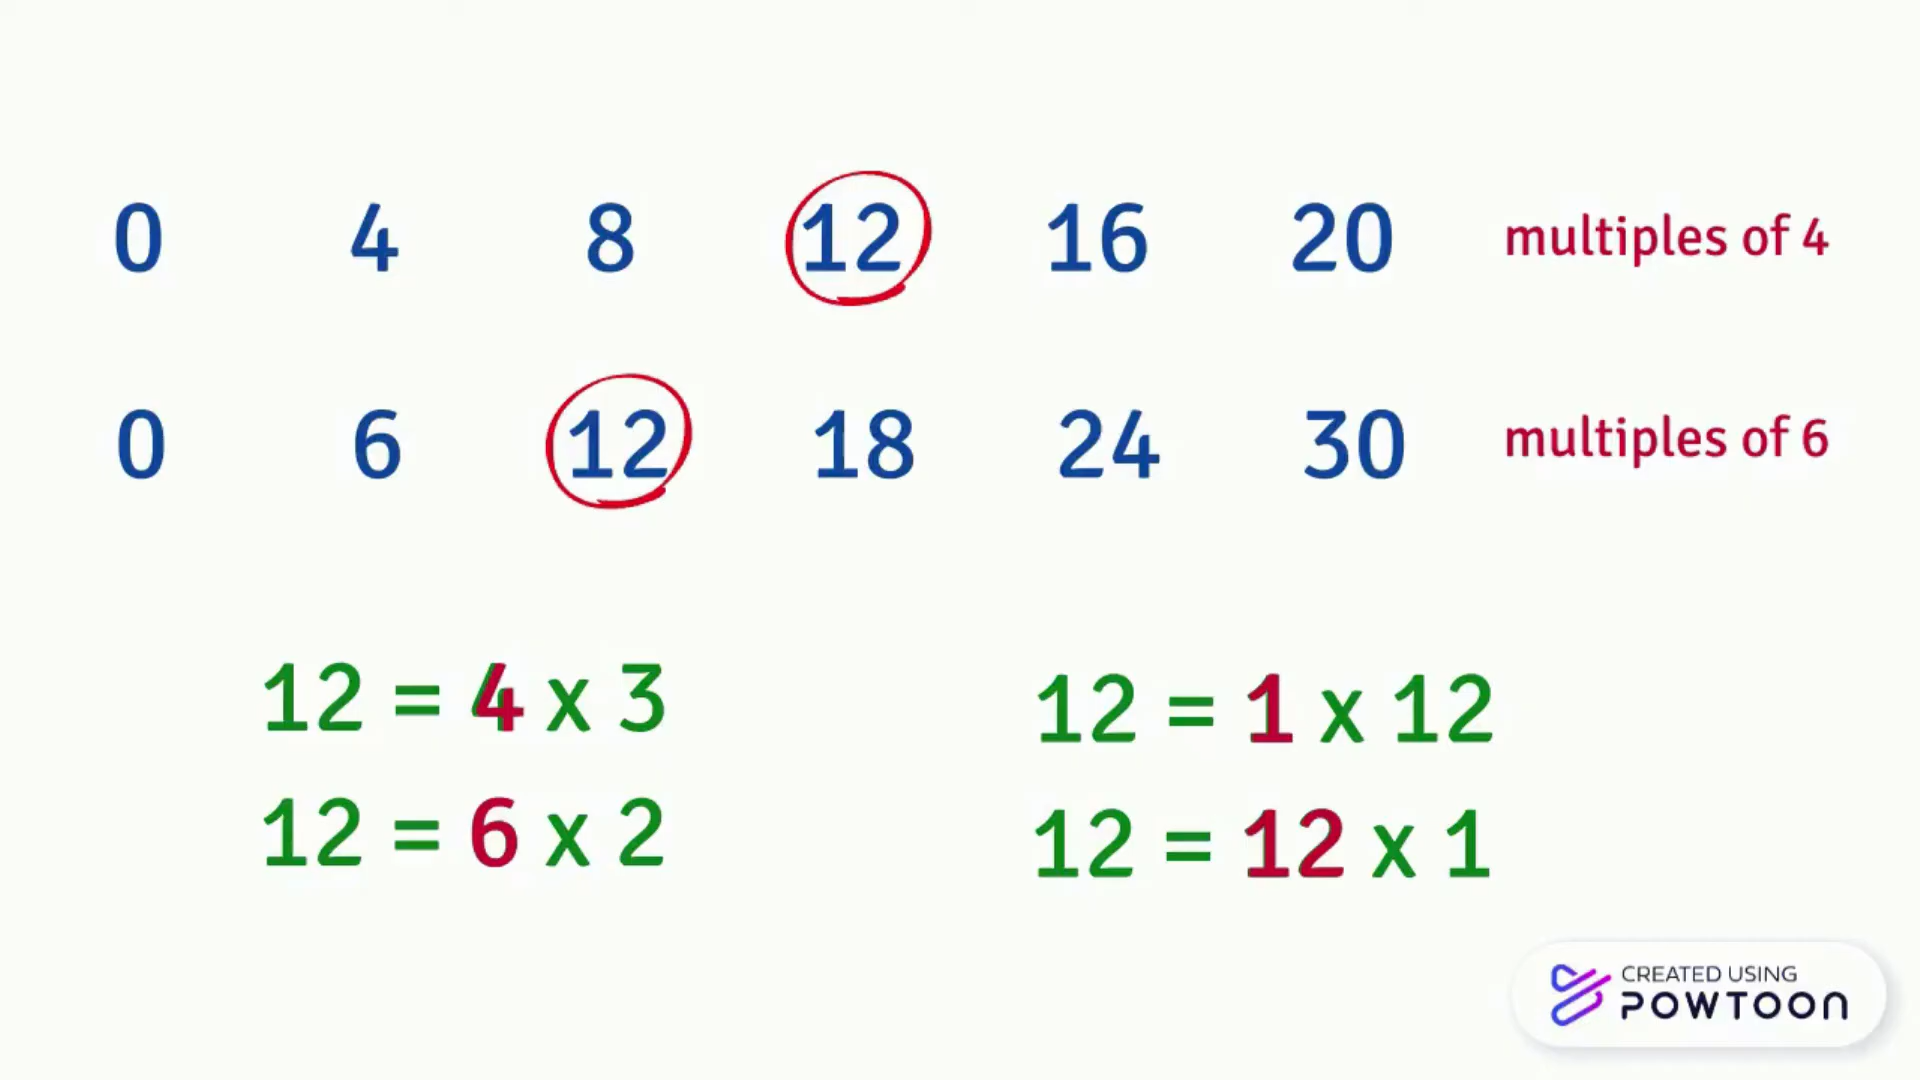 0 4 8 12 16 20 multiples of 4
0 6 12 18 24 30 multiples of 6
12 = 4 x 3
12 = 6 x 2
12 = 1 x 12
12 = 12 x 1
CREATED USING
POWTOON